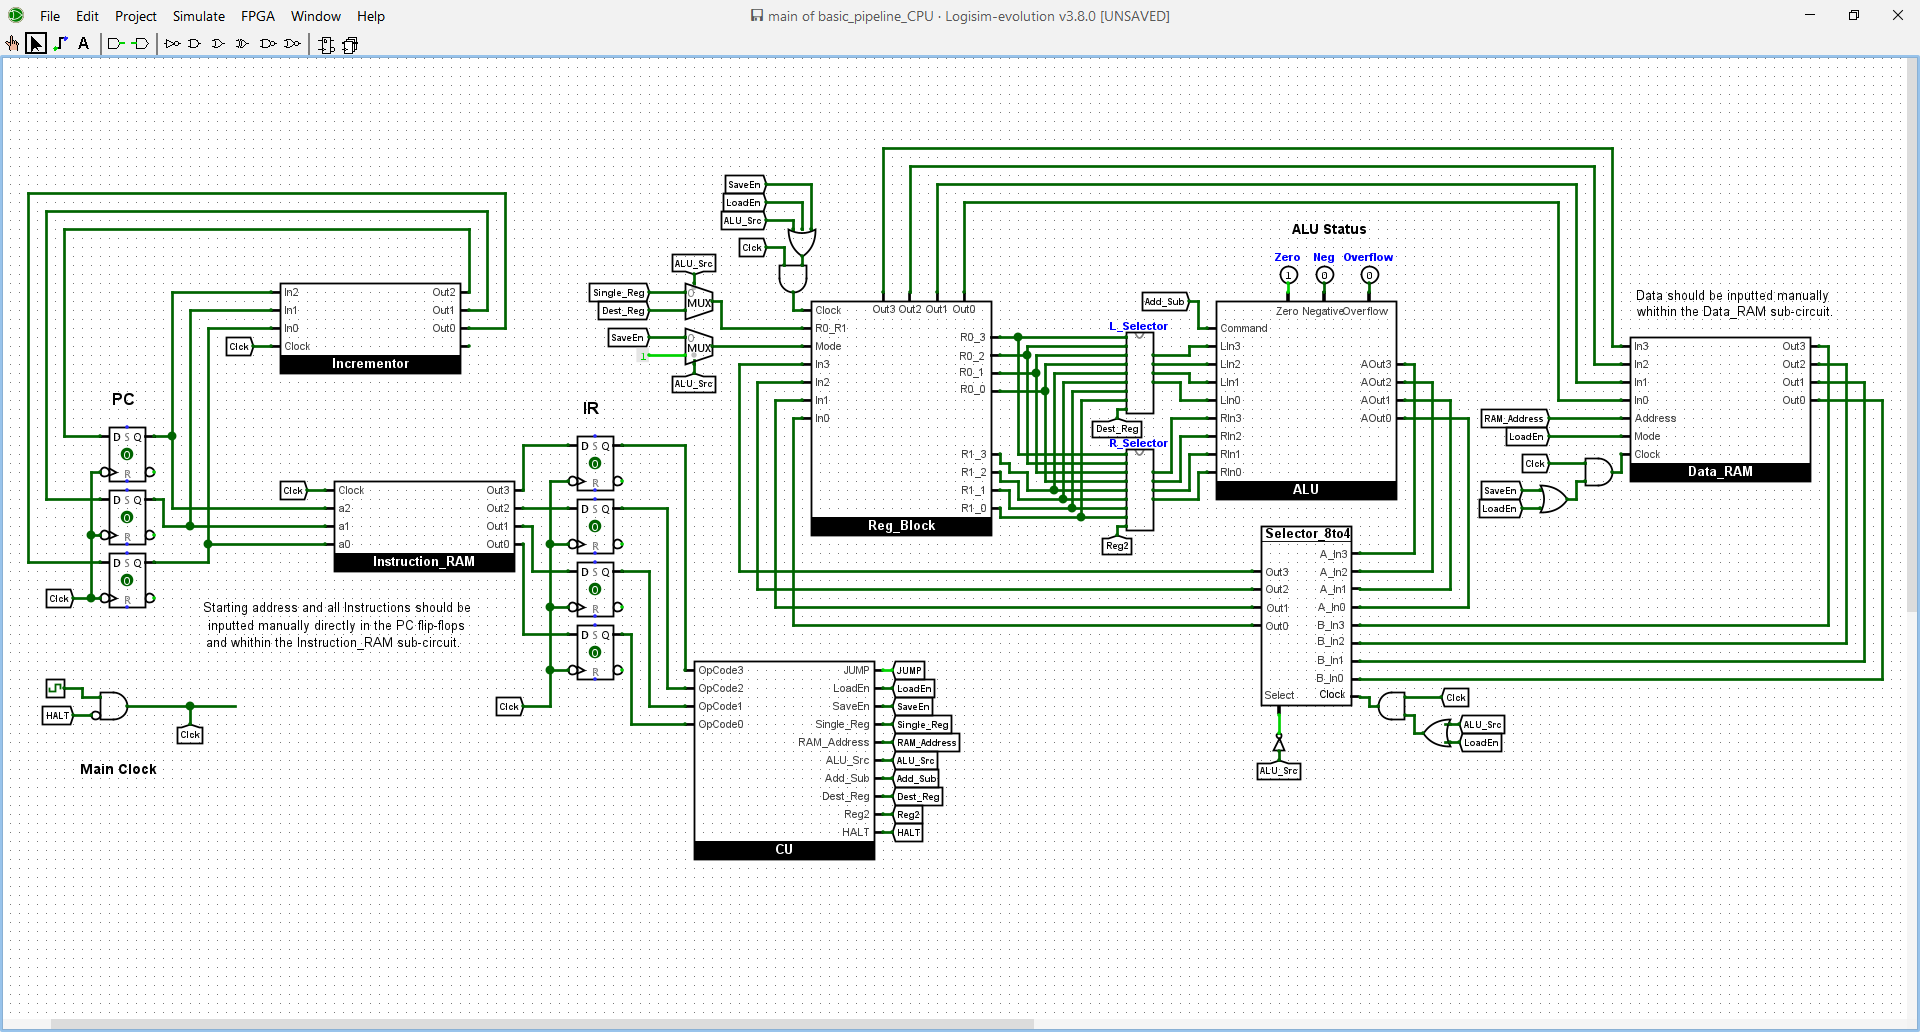 main of basic_pipeline_CPU · Logisim-evolution v3.8.0 [UNSAVED]
File Edit Project Simulate FPGA Window Help
A
SaveEn
LoadEn
ALU_Src
Clck
ALU Status
Zero Neg Overflow
1 0 0
ALU_Src
Single_Reg
Dest_Reg
0
MUX
SaveEn
1
0
MUX
ALU_Src
In2 Out2
In1 Out1
In0 Out0
Clock
Clck
Incrementor
Out3 Out2 Out1 Out0
Clock
R0_R1
Mode
In3
In2
In1
In0
R0_3
R0_2
R0_1
R0_0
R1_3
R1_2
R1_1
R1_0
Reg_Block
L_Selector
Dest_Reg
R_Selector
Reg2
Add_Sub
Zero Negative Overflow
Command
LIn3
LIn2
LIn1
LIn0
RIn3
RIn2
RIn1
RIn0
AOut3
AOut2
AOut1
AOut0
ALU
Data should be inputted manually
whithin the Data_RAM sub-circuit.
In3 Out3
In2 Out2
In1 Out1
In0 Out0
Address
Mode
Clock
Data_RAM
RAM_Address
LoadEn
Clck
SaveEn
LoadEn
PC
D S Q
0
R
D S Q
0
R
D S Q
0
R
Clck
IR
D S Q
0
R
D S Q
0
R
D S Q
0
R
D S Q
0
R
Clck
Clck
Clock Out3
a2 Out2
a1 Out1
a0 Out0
Instruction_RAM
Starting address and all Instructions should be
inputted manually directly in the PC flip-flops
and whithin the Instruction_RAM sub-circuit.
HALT
Clck
Main Clock
OpCode3 JUMP JUMP
OpCode2 LoadEn LoadEn
OpCode1 SaveEn SaveEn
OpCode0 Single_Reg Single_Reg
RAM_Address RAM_Address
ALU_Src ALU_Src
Add_Sub Add_Sub
Dest_Reg Dest_Reg
Reg2 Reg2
HALT HALT
CU
Selector_8to4
A_In3
Out3 A_In2
Out2 A_In1
Out1 A_In0
Out0 B_In3
B_In2
B_In1
B_In0
Select Clock
Clck
ALU_Src
LoadEn
ALU_Src